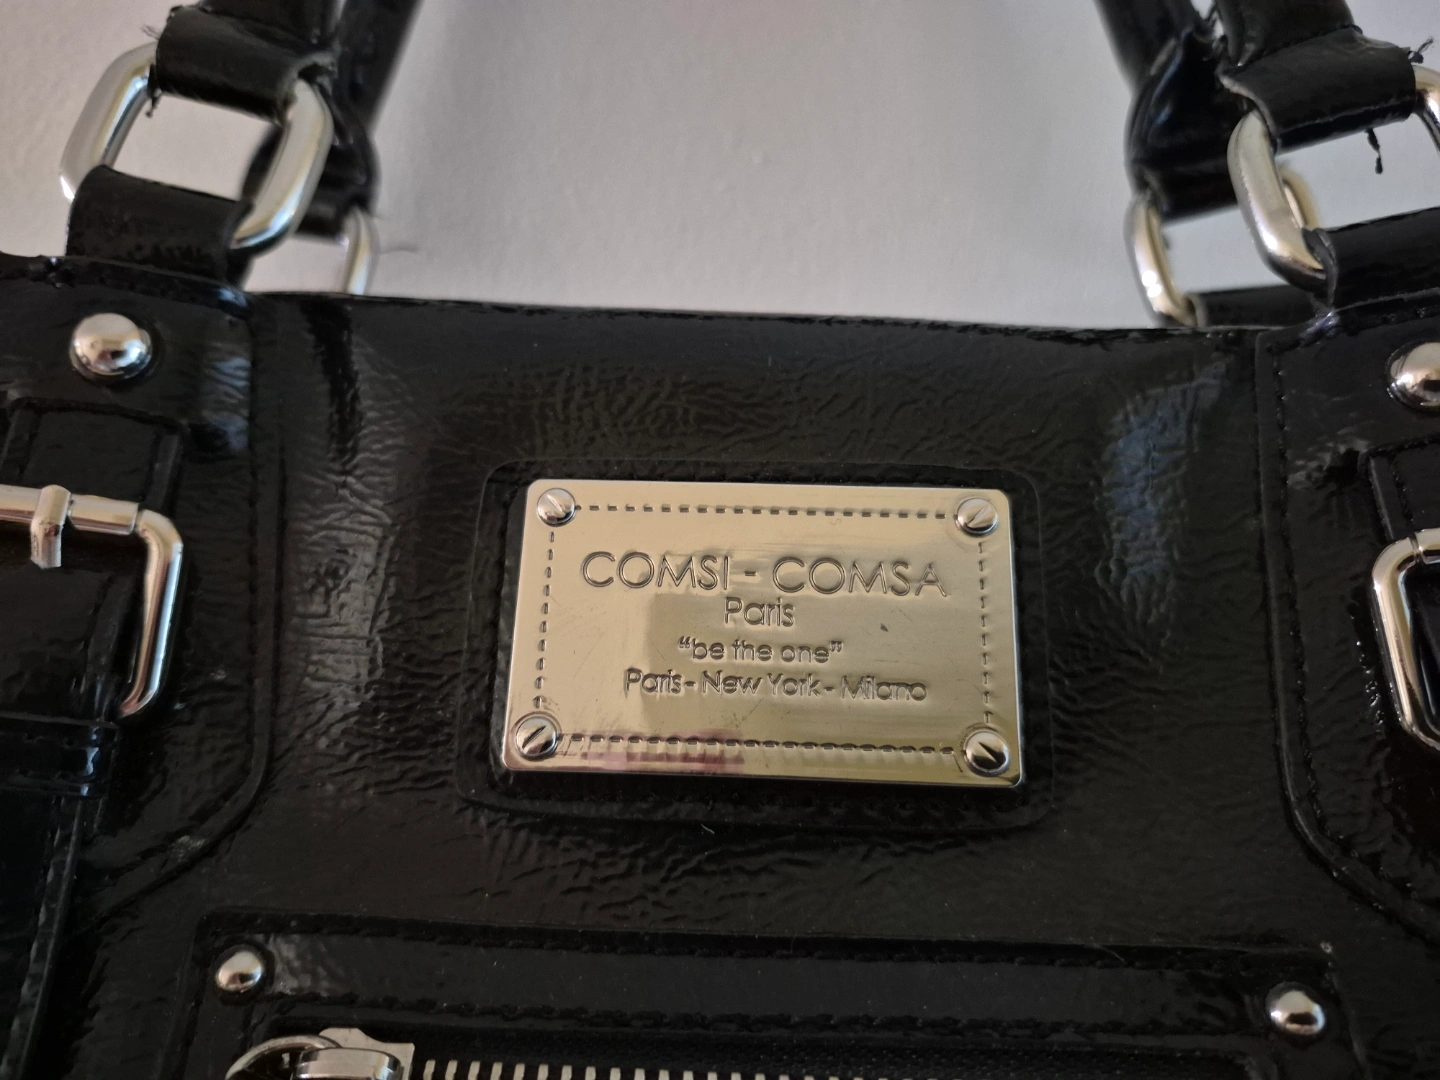 COMSI - COMSA
Paris
“be the one”
Paris - New York - Milano